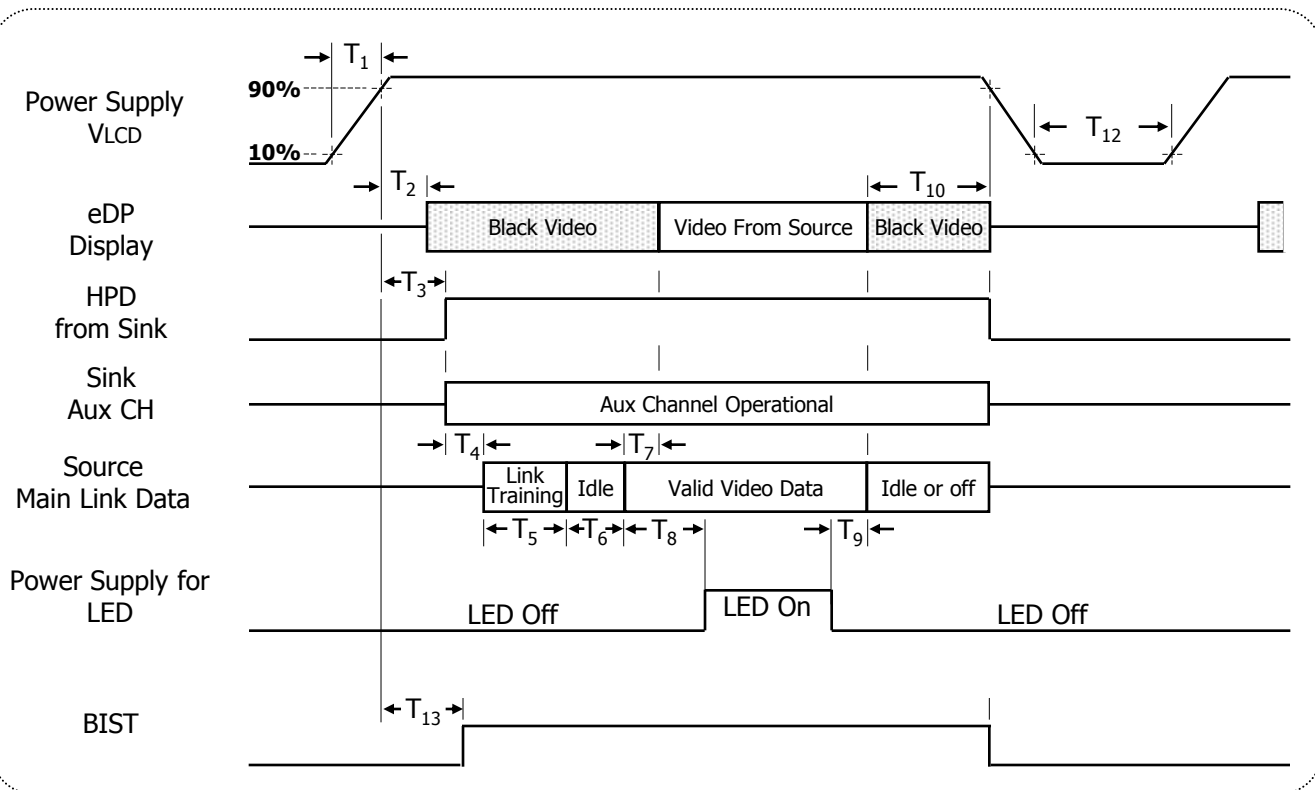 T1
90%
Power Supply
VLCD
10%
T12
T2
T10
eDP
Display
Black Video
Video From Source
Black Video
T3
HPD
from Sink
Sink
Aux CH
Aux Channel Operational
T4
T7
Source
Main Link Data
Link
Training
Idle
Valid Video Data
Idle or off
T5
T6
T8
T9
Power Supply for
LED
LED Off
LED On
LED Off
T13
BIST